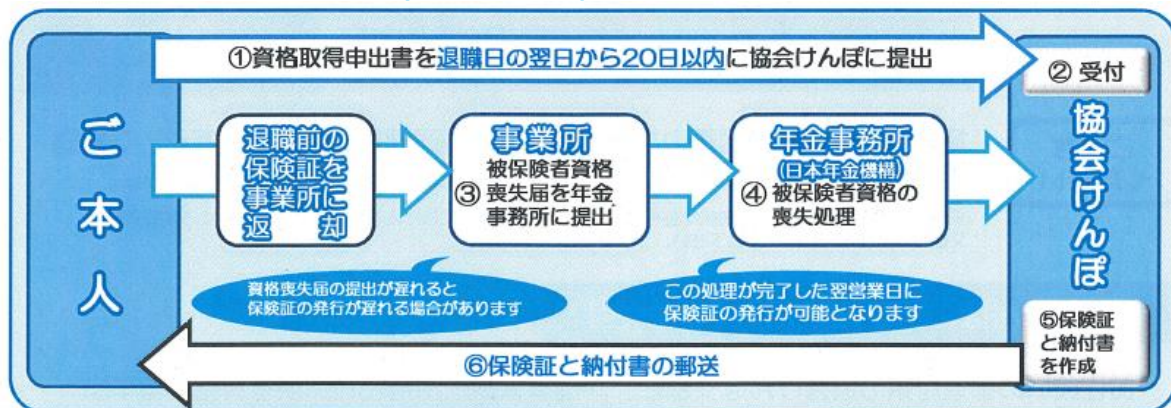 ①資格取得申出書を退職日の翌日から20日以内に協会けんぽに提出
② 受付
ご本人
退職前の
保険証を
事業所に
返却
事業所
被保険者資格
③ 喪失届を年金
事務所に提出
年金事務所
(日本年金機構)
④ 被保険者資格の
喪失処理
協会けんぽ
資格喪失届の提出が遅れると
保険証の発行が遅れる場合があります
この処理が完了した翌営業日に
保険証の発行が可能となります
⑤保険証
と納付書
を作成
⑥保険証と納付書の郵送